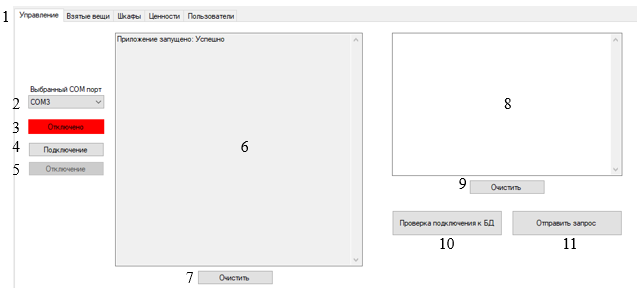 1 Управление Взятые вещи Шкафы Ценности Пользователи
Приложение запущено: Успешно
Выбранный COM порт
2 COM3
3 Отключено
4 Подключение
5 Отключение
6
7 Очистить
8
9 Очистить
Проверка подключения к БД Отправить запрос
10 11